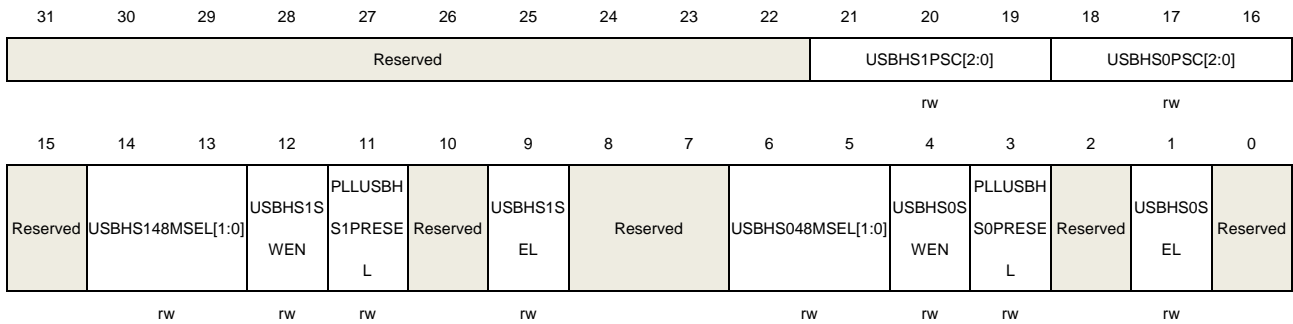 31 30 29 28 27 26 25 24 23 22 21 20 19 18 17 16
Reserved USBHS1PSC[2:0] USBHS0PSC[2:0]
rw rw
15 14 13 12 11 10 9 8 7 6 5 4 3 2 1 0
Reserved USBHS148MSEL[1:0] USBHS1S
WEN PLLUSBH
S1PRESE
L Reserved USBHS1S
EL Reserved USBHS048MSEL[1:0] USBHS0S
WEN PLLUSBH
S0PRESE
L Reserved USBHS0S
EL Reserved
rw rw rw rw rw rw rw rw